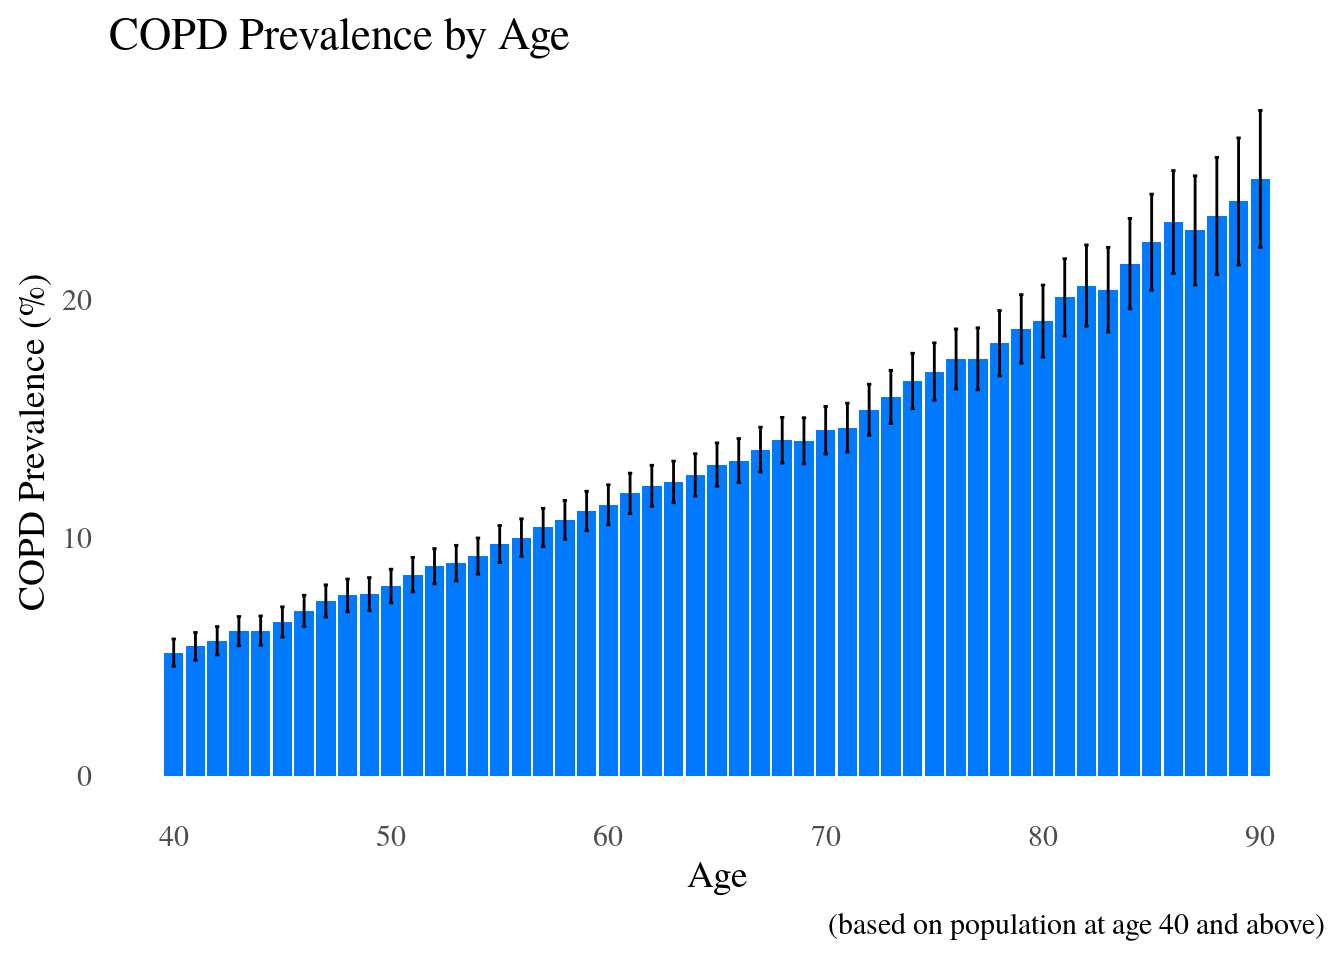 COPD Prevalence by Age
COPD Prevalence (%)
20
10
0
40 50 60 70 80 90
Age
(based on population at age 40 and above)